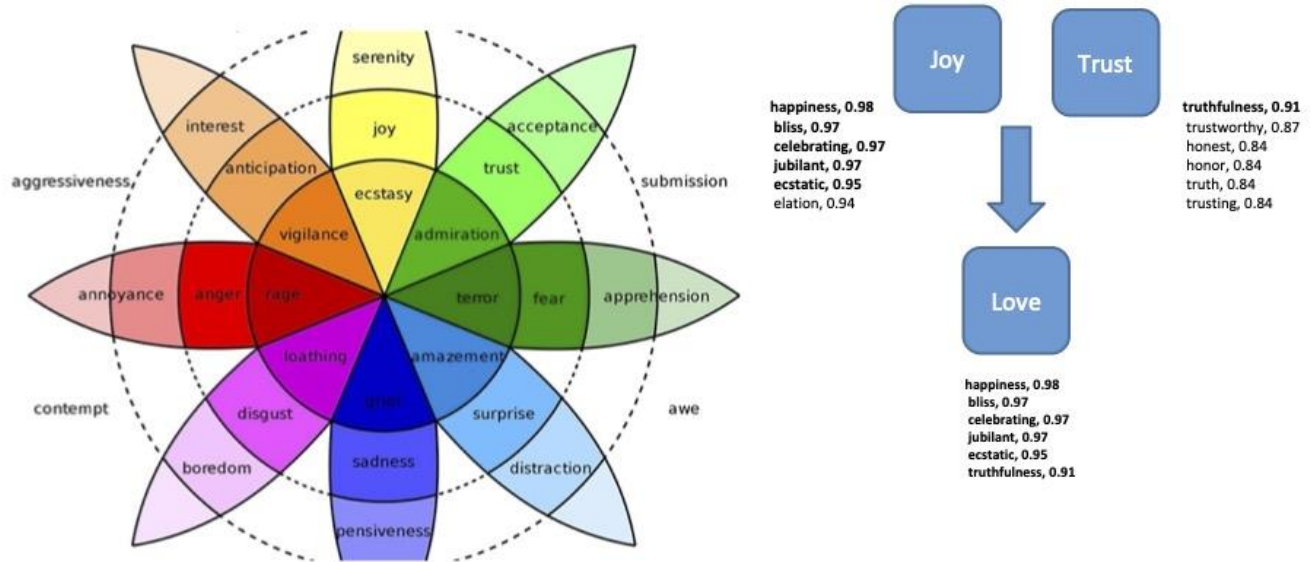 serenity
interest
joy
acceptance
anticipation
trust
aggressiveness
submission
ecstasy
vigilance
admiration
annoyance
anger
rage
terror
fear
apprehension
loathing
amazement
contempt
disgust
grief
surprise
awe
boredom
sadness
distraction
pensiveness
Joy
Trust
happiness, 0.98
bliss, 0.97
celebrating, 0.97
jubilant, 0.97
ecstatic, 0.95
elation, 0.94
truthfulness, 0.91
trustworthy, 0.87
honest, 0.84
honor, 0.84
truth, 0.84
trusting, 0.84
Love
happiness, 0.98
bliss, 0.97
celebrating, 0.97
jubilant, 0.97
ecstatic, 0.95
truthfulness, 0.91